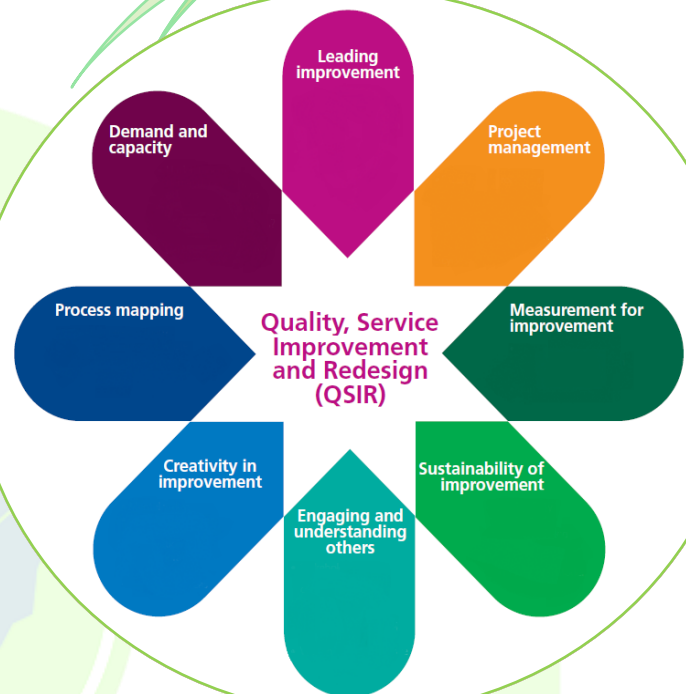 Leading
improvement
Demand and
capacity
Project
management
Process mapping
Measurement for
improvement
Quality, Service
Improvement
and Redesign
(QSIR)
Creativity in
improvement
Sustainability of
improvement
Engaging and
understanding
others